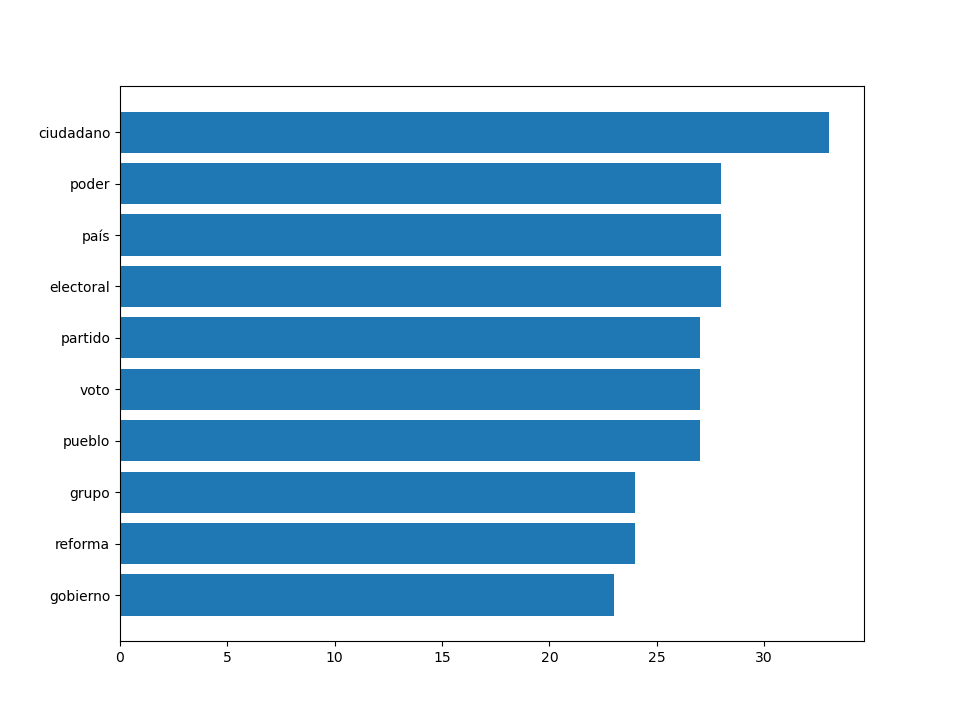 ciudadano
poder
país
electoral
partido
voto
pueblo
grupo
reforma
gobierno
0 5 10 15 20 25 30